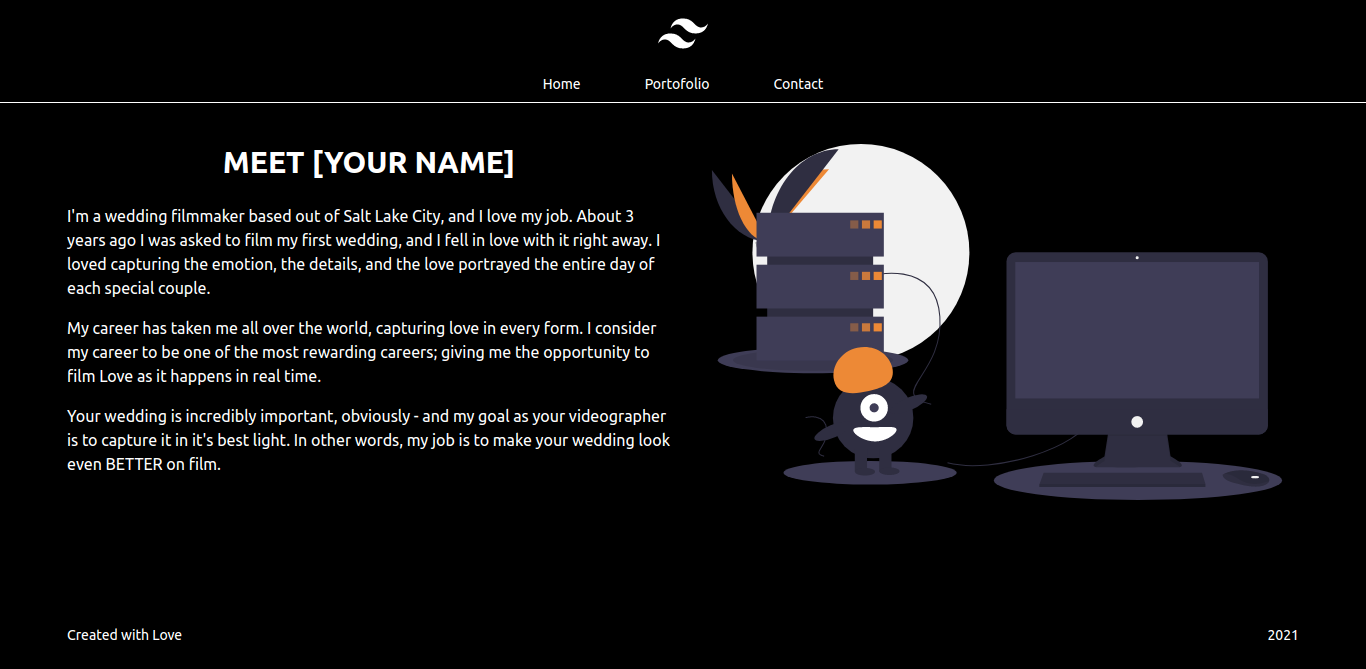 Home Portofolio Contact
MEET [YOUR NAME]
I'm a wedding filmmaker based out of Salt Lake City, and I love my job. About 3
years ago I was asked to film my first wedding, and I fell in love with it right away. I
loved capturing the emotion, the details, and the love portrayed the entire day of
each special couple.
My career has taken me all over the world, capturing love in every form. I consider
my career to be one of the most rewarding careers; giving me the opportunity to
film Love as it happens in real time.
Your wedding is incredibly important, obviously - and my goal as your videographer
is to capture it in it's best light. In other words, my job is to make your wedding look
even BETTER on film.
Created with Love 2021